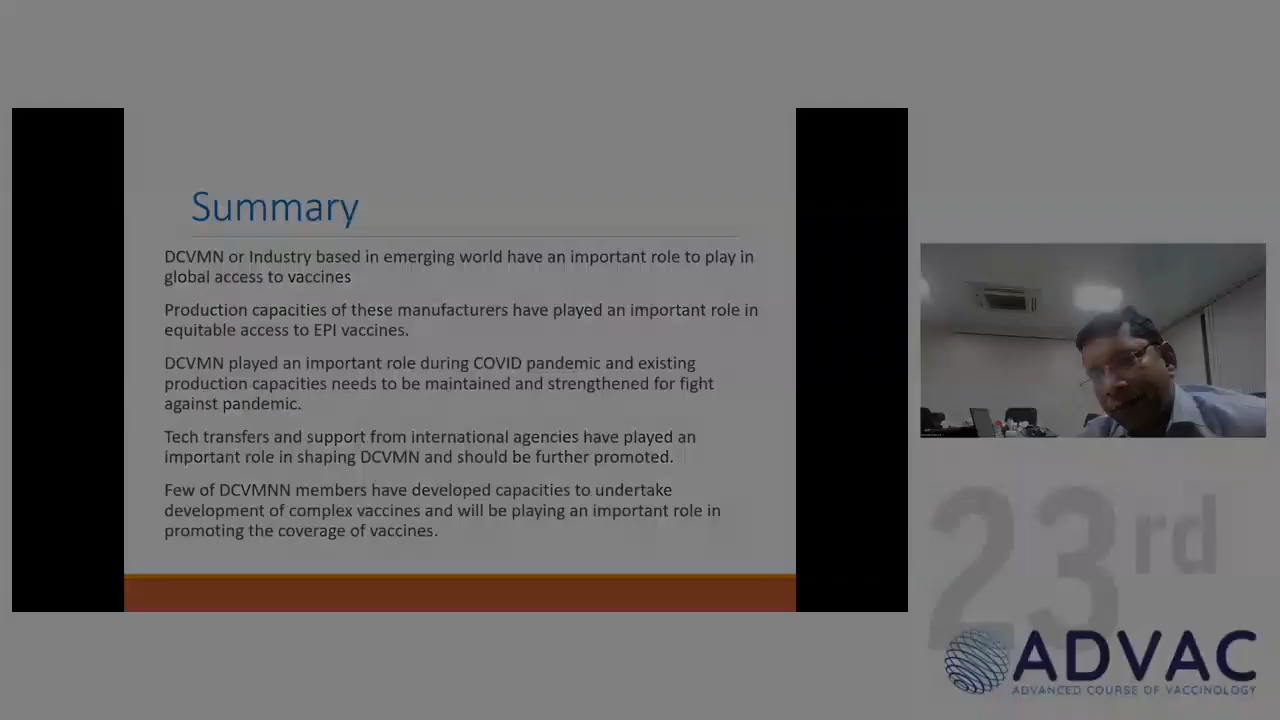 Summary
DCVMN or Industry based in emerging world have an important role to play in
global access to vaccines
Production capacities of these manufacturers have played an important role in
equitable access to EPI vaccines.
DCVMN played an important role during COVID pandemic and existing
production capacities needs to be maintained and strengthened for fight
against pandemic.
Tech transfers and support from international agencies have played an
important role in shaping DCVMN and should be further promoted.
Few of DCVMNN members have developed capacities to undertake
development of complex vaccines and will be playing an important role in
promoting the coverage of vaccines.
23rd
ADVAC
ADVANCED COURSE OF VACCINOLOGY